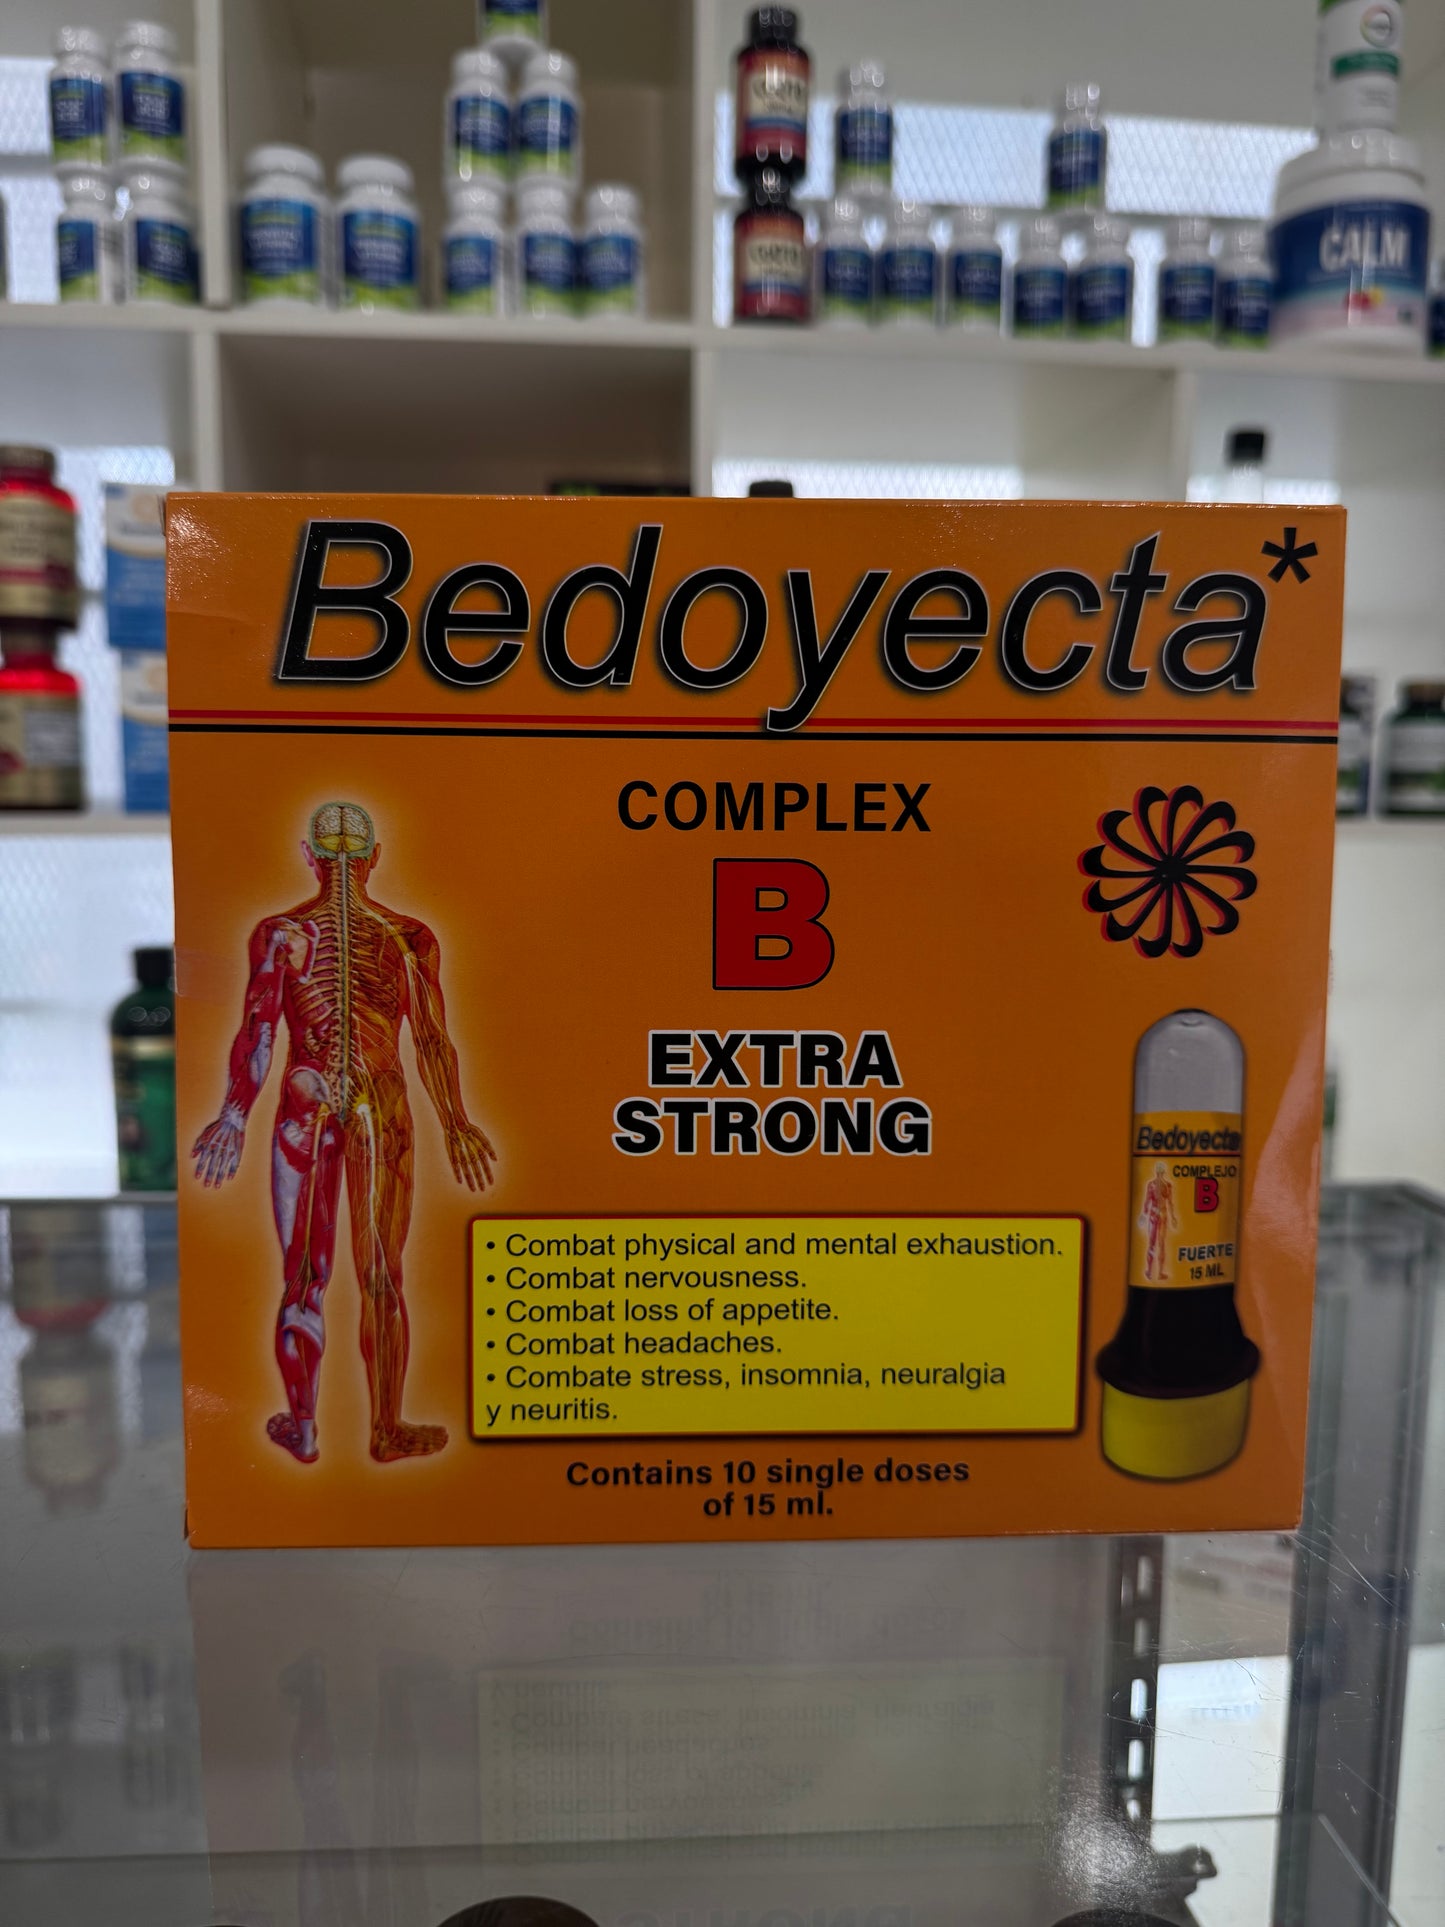 CALM
Bedoyecta*
COMPLEX
B
EXTRA
STRONG
Bedoyecta
COMPLEJO
B
FUERTE
15 ML
• Combat physical and mental exhaustion.
• Combat nervousness.
• Combat loss of appetite.
• Combat headaches.
• Combate stress, insomnia, neuralgia
y neuritis.
Contains 10 single doses
of 15 ml.